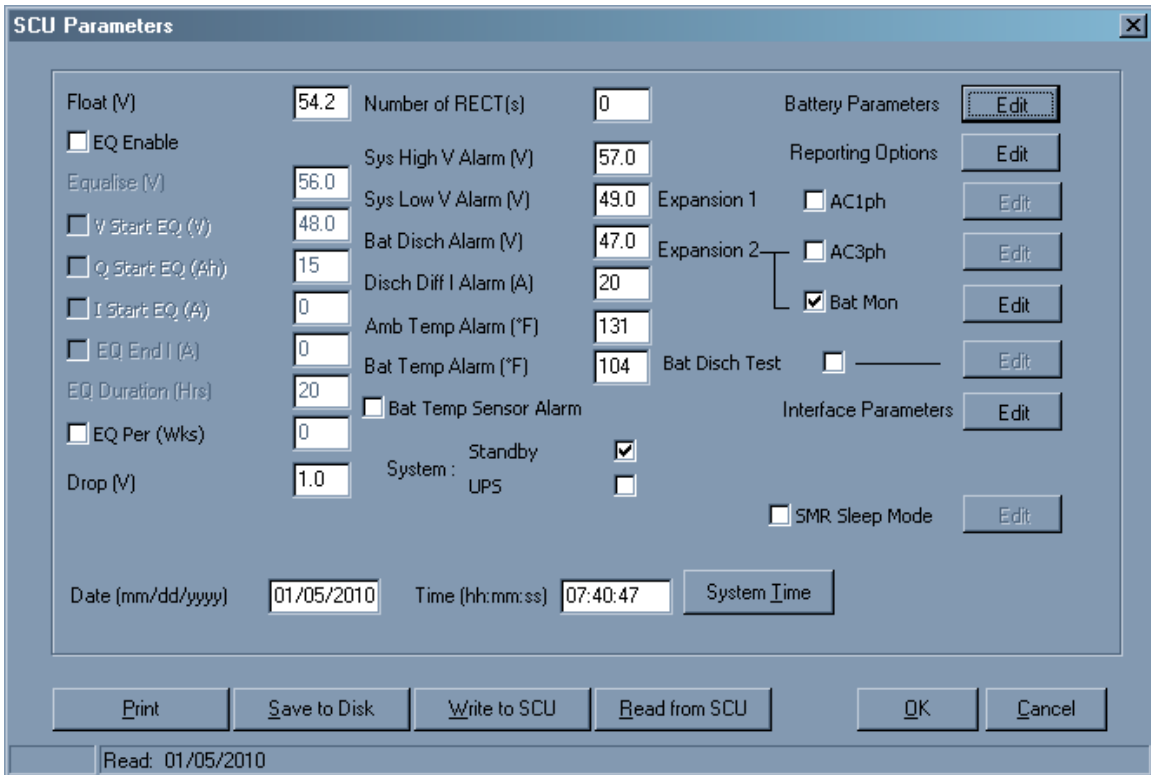 SCU Parameters
Float (V) 54.2
EQ Enable
Equalise (V) 56.0
V Start EQ (V) 48.0
Q Start EQ (Ah) 15
I Start EQ (A) 0
EQ End I (A) 0
EQ Duration (Hrs) 20
EQ Per (Wks) 0
Drop (V) 1.0
Number of RECT(s) 0
Sys High V Alarm (V) 57.0
Sys Low V Alarm (V) 49.0
Bat Disch Alarm (V) 47.0
Disch Diff I Alarm (A) 20
Amb Temp Alarm (°F) 131
Bat Temp Alarm (°F) 104
Bat Temp Sensor Alarm
System :
Standby
UPS
Battery Parameters Edit
Reporting Options Edit
Expansion 1 AC1ph Edit
Expansion 2 AC3ph Edit
Bat Mon Edit
Bat Disch Test Edit
Interface Parameters Edit
SMR Sleep Mode Edit
Date (mm/dd/yyyy) 01/05/2010 Time (hh:mm:ss) 07:40:47 System Time
Print Save to Disk Write to SCU Read from SCU OK Cancel
Read: 01/05/2010